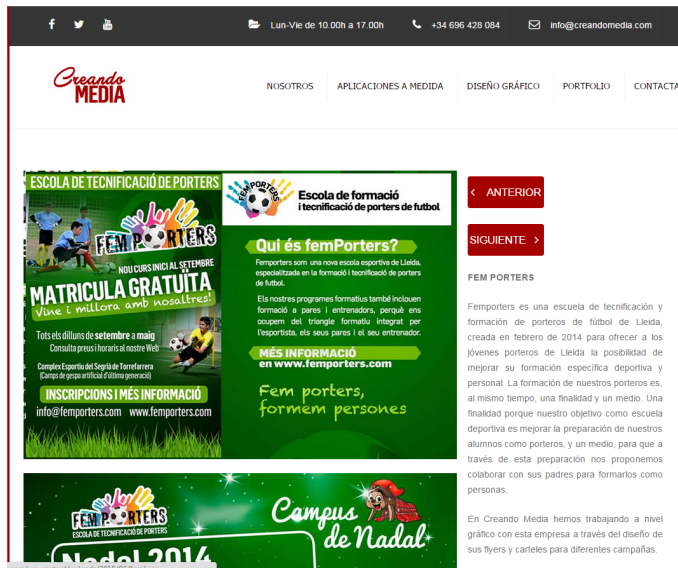 Lun-Vie de 10.00h a 17.00h
+34 696 428 084
info@creandomedia.com
Creando
MEDIA
NOSOTROS
APLICACIONES A MEDIDA
DISEÑO GRÁFICO
PORTFOLIO
CONTACTA
ESCOLA DE TECNIFICACIÓ DE PORTERS
FEMPORTERS
NOU CURS INICI AL SETEMBRE
MATRICULA GRATUÏTA
Vine i millora amb nosaltres!
Tots els dilluns de setembre a maig
Consulta preus i horaris al nostre Web
Complex Esportiu del Segrià de Torrefarrera
(Camps de gespa artificial d'última generació)
INSCRIPCIONS I MÉS INFORMACIÓ
info@femporters.com www.femporters.com
FEMPORTERS
Escola de formació
i tecnificació de porters de futbol
Qui és femPorters?
Femporters som una nova escola esportiva de Lleida,
especialitzada en la formació i tecnificació de porters
de futbol.
Els nostres programes formatius també inclouen
formació a pares i entrenadors, perquè ens
ocupem del triangle formatiu integrat per
l'esportista, els seus pares i el seu entrenador.
MÉS INFORMACIÓ
en www.femporters.com
Fem porters,
formem persones
FEMPORTERS
ESCOLA DE TECNIFICACIÓ DE PORTERS
Campus
de Nadal
Nadal 2014
ANTERIOR
SIGUIENTE
FEM PORTERS
Femporters es una escuela de tecnificación y
formación de porteros de fútbol de Lleida,
creada en febrero de 2014 para ofrecer a los
jóvenes porteros de Lleida la posibilidad de
mejorar su formación específica deportiva y
personal. La formación de nuestros porteros es,
al mismo tiempo, una finalidad y un medio. Una
finalidad porque nuestro objetivo como escuela
deportiva es mejorar la preparación de nuestros
alumnos como porteros, y un medio, para que a
través de esta preparación nos proponemos
colaborar con sus padres para formarlos como
personas.
En Creando Media hemos trabajando a nivel
gráfico con esta empresa a través del diseño de
sus flyers y carteles para diferentes campañas.